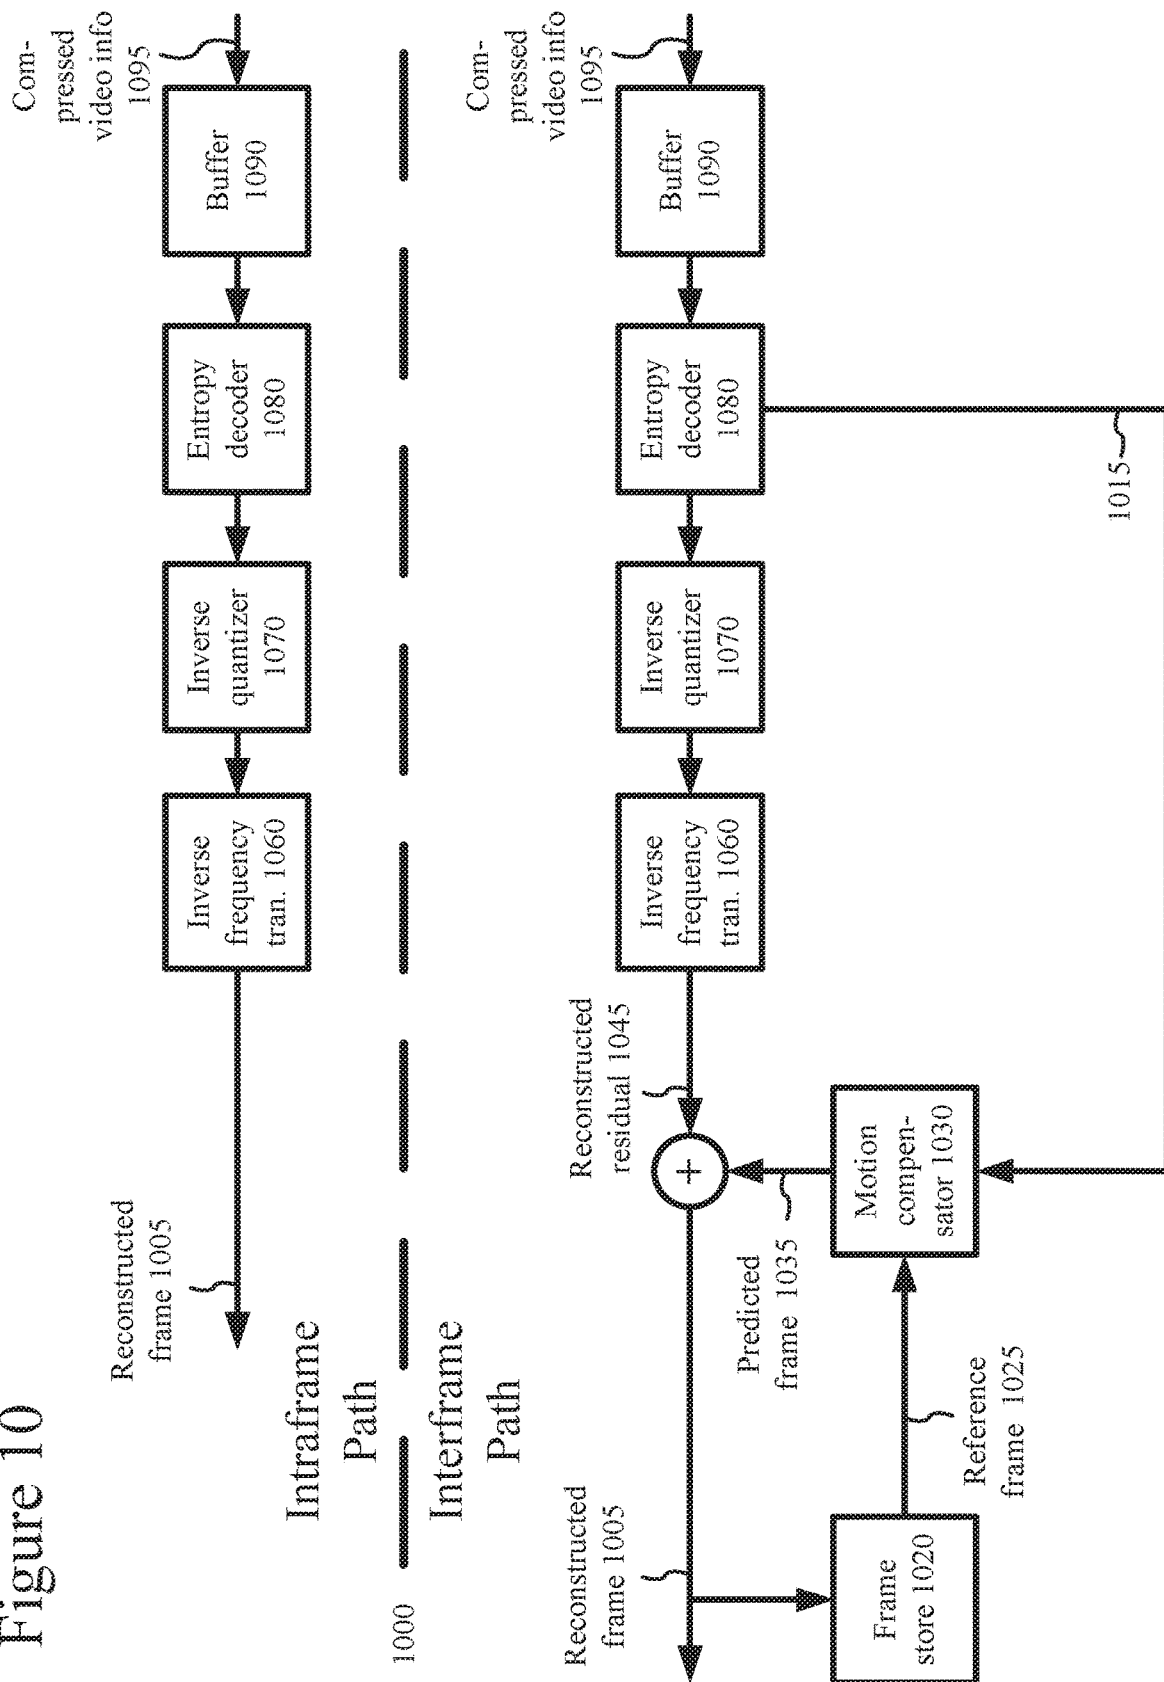 Figure 10
Com-
pressed
video info
1095
Buffer
1090
Entropy
decoder
1080
Inverse
quantizer
1070
Inverse
frequency
tran. 1060
Reconstructed
frame 1005
Intraframe
Path
1000
Interframe
Path
Com-
pressed
video info
1095
Buffer
1090
Entropy
decoder
1080
Inverse
quantizer
1070
Inverse
frequency
tran. 1060
Reconstructed
residual 1045
+
Reconstructed
frame 1005
Predicted
frame 1035
Motion
compen-
sator 1030
1015
Reference
frame 1025
Frame
store 1020